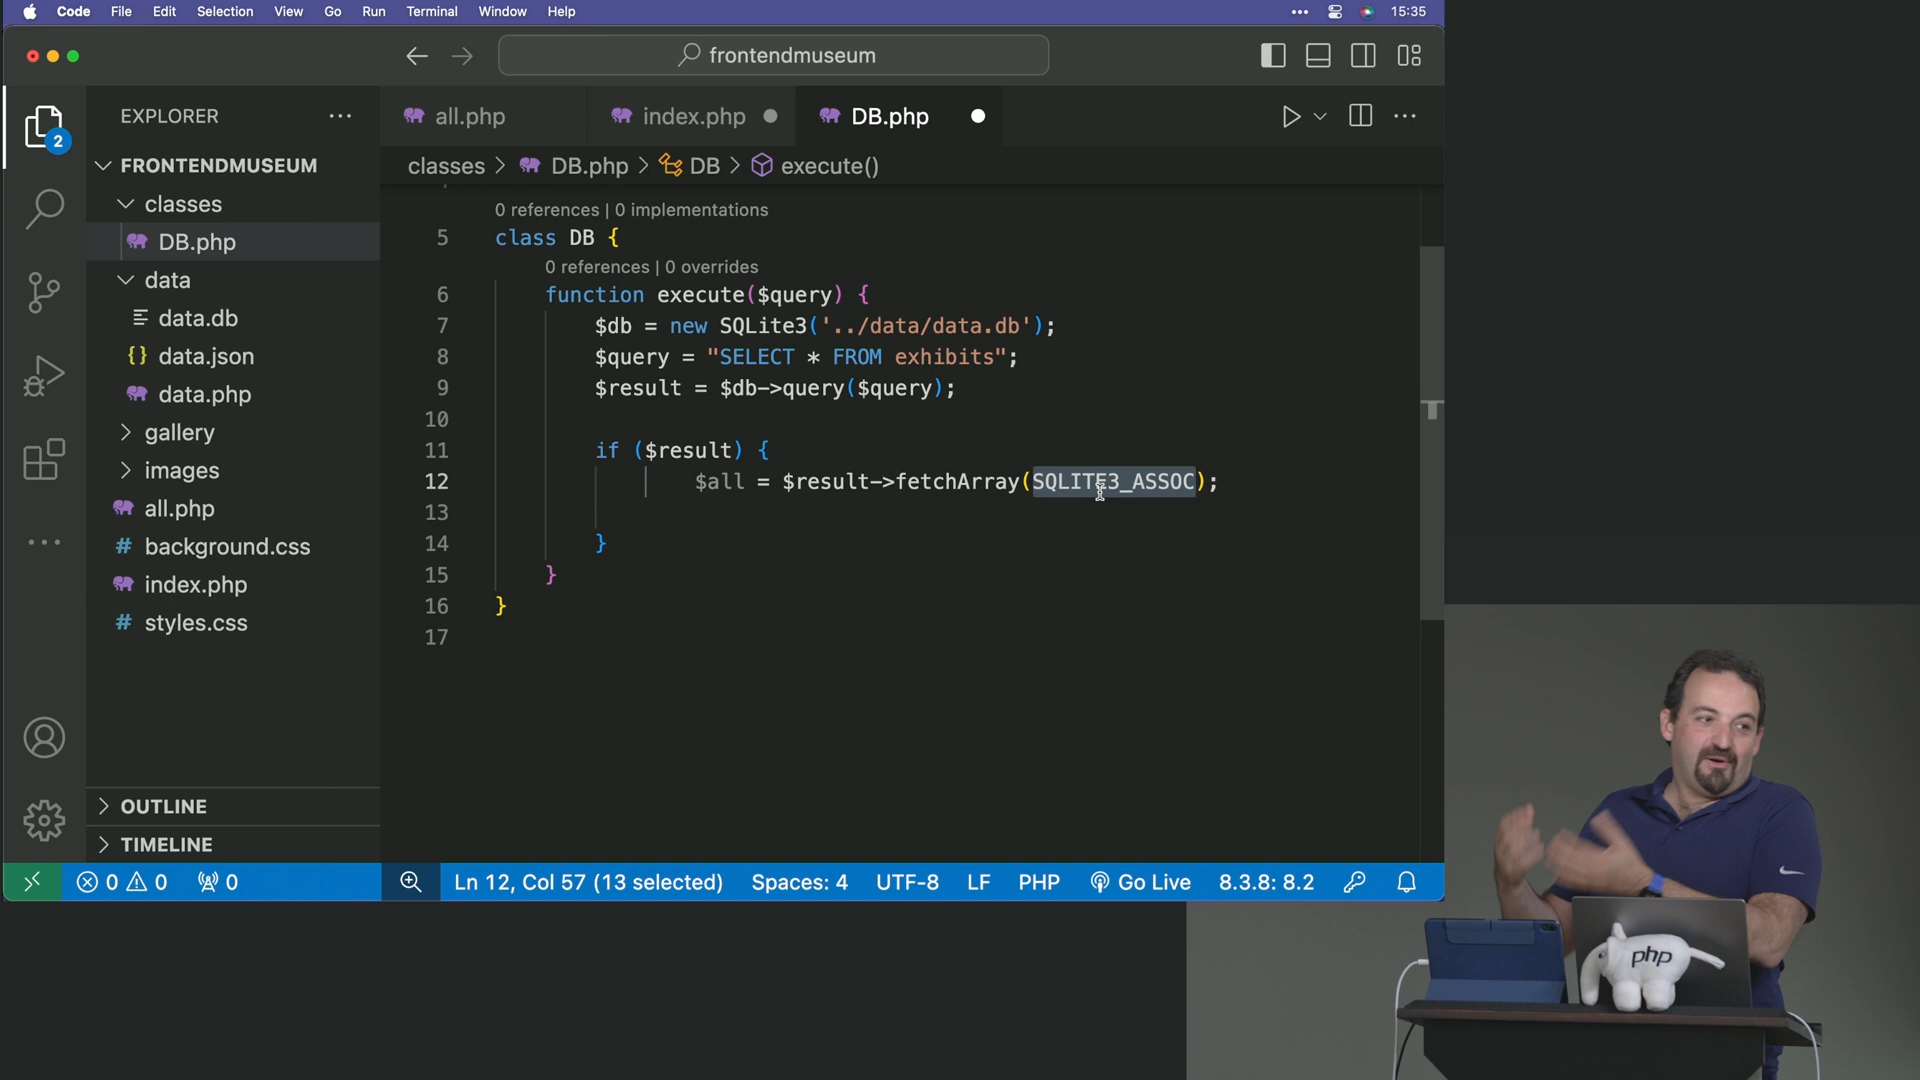 Code File Edit Selection View Go Run Terminal Window Help 15:35
frontendmuseum
EXPLORER
all.php index.php DB.php
2
FRONTENDMUSEUM
classes > DB.php > DB > execute()
classes
DB.php
data
data.db
data.json
data.php
gallery
images
all.php
# background.css
index.php
# styles.css
OUTLINE
TIMELINE
0 references | 0 implementations
5 class DB {
0 references | 0 overrides
6 function execute($query) {
7 $db = new SQLite3('../data/data.db');
8 $query = "SELECT * FROM exhibits";
9 $result = $db->query($query);
10
11 if ($result) {
12 $all = $result->fetchArray(SQLITE3_ASSOC);
13
14 }
15 }
16 }
17
0 0 0 Ln 12, Col 57 (13 selected) Spaces: 4 UTF-8 LF PHP Go Live 8.3.8: 8.2
php